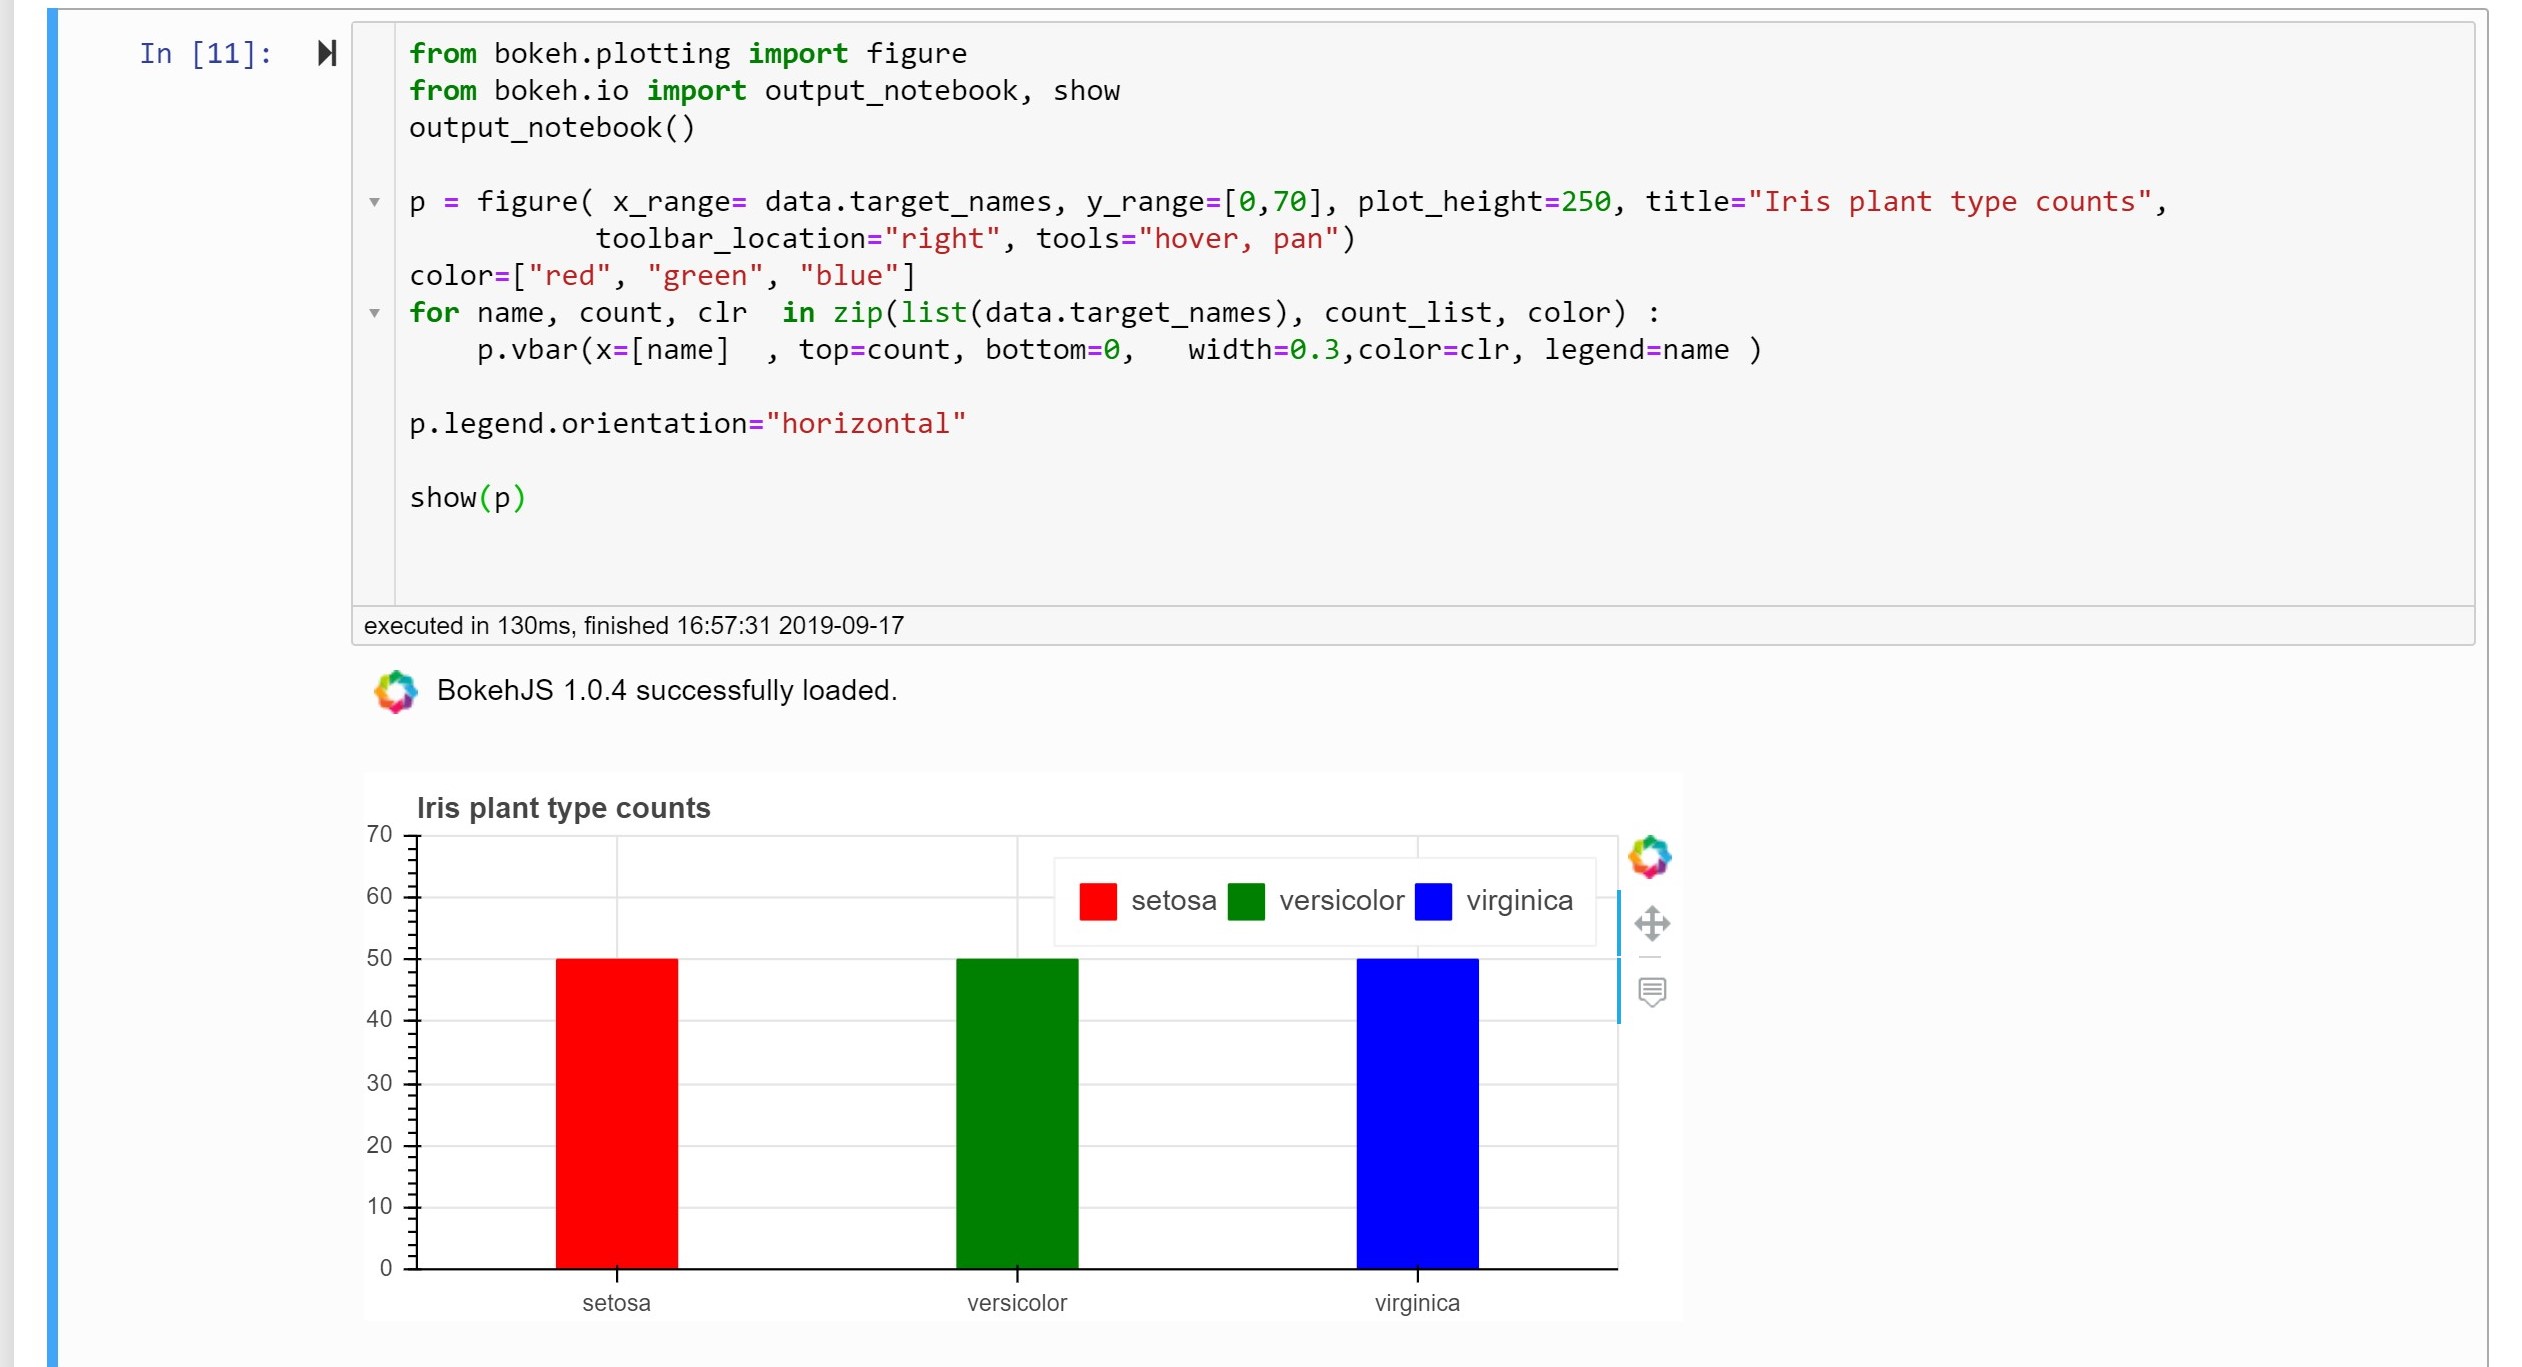 In [11]:
from bokeh.plotting import figure
from bokeh.io import output_notebook, show
output_notebook()
p = figure( x_range= data.target_names, y_range=[0,70], plot_height=250, title="Iris plant type counts",
           toolbar_location="right", tools="hover, pan")
color=["red", "green", "blue"]
for name, count, clr  in zip(list(data.target_names), count_list, color) :
    p.vbar(x=[name]  , top=count, bottom=0,   width=0.3,color=clr, legend=name )
p.legend.orientation="horizontal"
show(p)
executed in 130ms, finished 16:57:31 2019-09-17
BokehJS 1.0.4 successfully loaded.
Iris plant type counts
70
60
50
40
30
20
10
0
setosa versicolor virginica
setosa versicolor virginica